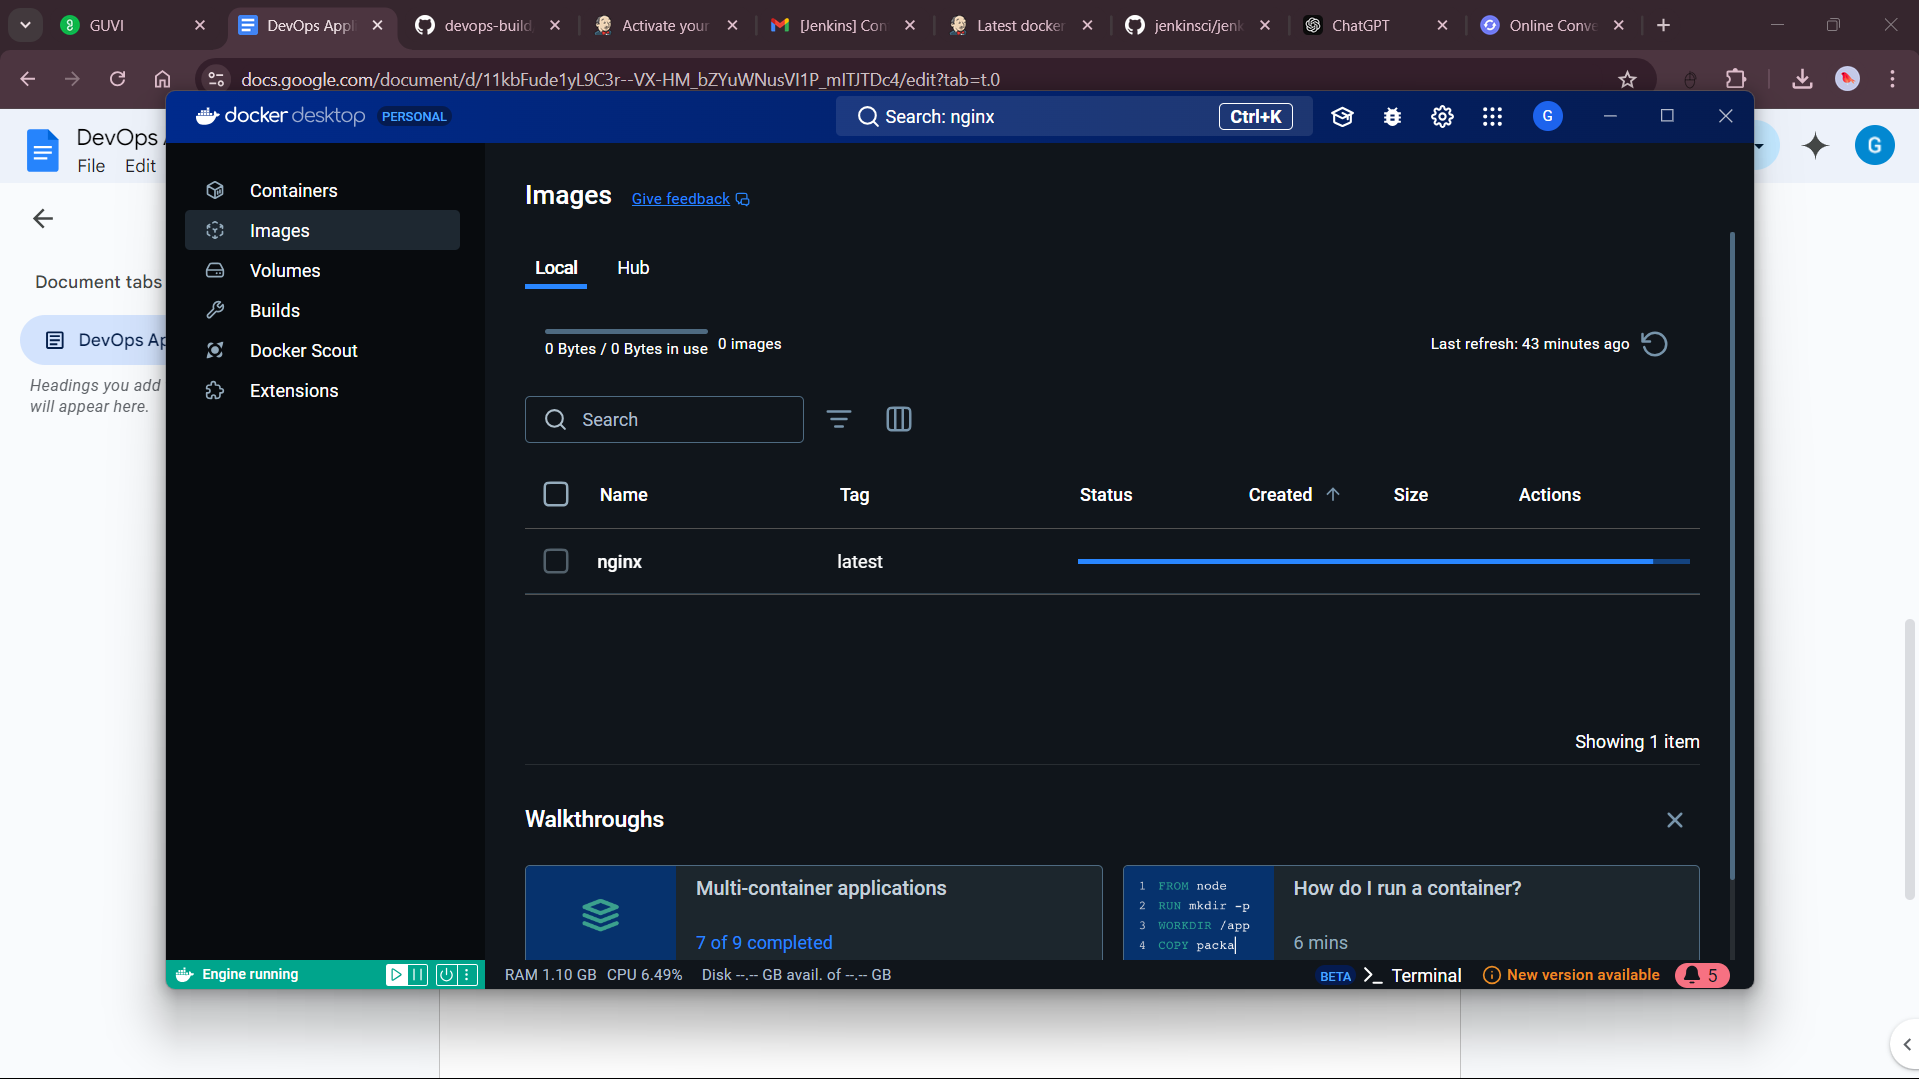 GUVI
DevOps Appl
devops-build
Activate your
[Jenkins] Con
Latest docker
jenkinsci/jenk
ChatGPT
Online Conve
docs.google.com/document/d/11kbFude1yL9C3r--VX-HM_bZYuWNusVI1P_mITJTDc4/edit?tab=t.0
DevOps A
File Edit
G
Document tabs
DevOps Ap
Headings you add
will appear here.
docker desktop PERSONAL
Search: nginx Ctrl+K
G
Containers
Images
Volumes
Builds
Docker Scout
Extensions
Images Give feedback
Local Hub
0 Bytes / 0 Bytes in use 0 images
Last refresh: 43 minutes ago
Search
Name Tag Status Created Size Actions
nginx latest
Showing 1 item
Walkthroughs
Multi-container applications
7 of 9 completed
1 FROM node
2 RUN mkdir -p
3 WORKDIR /app
4 COPY packa
How do I run a container?
6 mins
Engine running
RAM 1.10 GB CPU 6.49% Disk --.-- GB avail. of --.-- GB
BETA >_ Terminal New version available 5